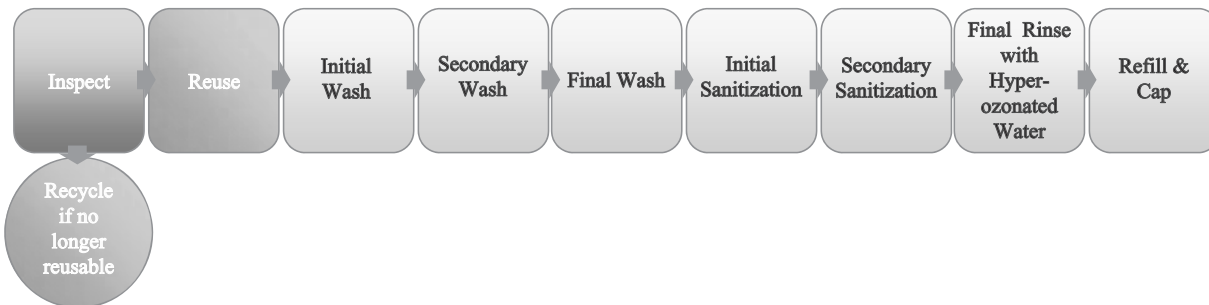 Inspect
Reuse
Initial
Wash
Secondary
Wash
Final Wash
Initial
Sanitization
Secondary
Sanitization
Final Rinse
with
Hyper-
ozonated
Water
Refill &
Cap
Recycle
if no
longer
reusable